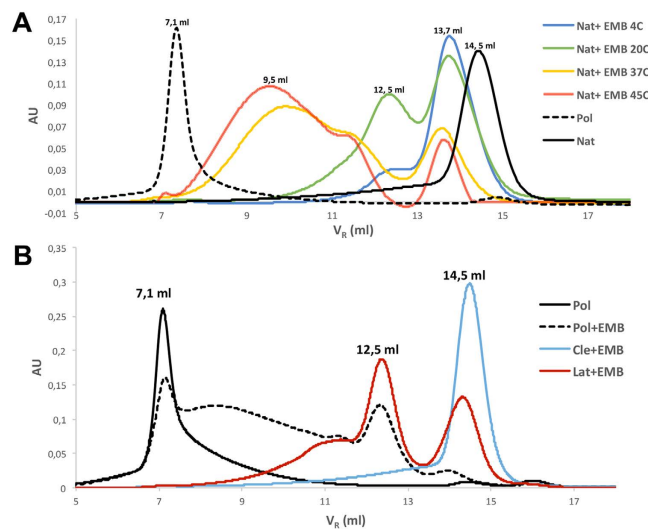 A
0,17
0,15
0,13
0,11
0,09
0,07
0,05
0,03
0,01
-0,01
AU
7,1 ml
9,5 ml
12, 5 ml
13,7 ml
14, 5 ml
Nat+ EMB 4C
Nat+ EMB 20C
Nat+ EMB 37C
Nat+ EMB 45C
Pol
Nat
5 7 9 11 13 15 17
VR (ml)
B
0,35
0,3
0,25
0,2
0,15
0,1
0,05
0
AU
7,1 ml
12,5 ml
14,5 ml
Pol
Pol+EMB
Cle+EMB
Lat+EMB
5 7 9 11 13 15 17
VR (ml)